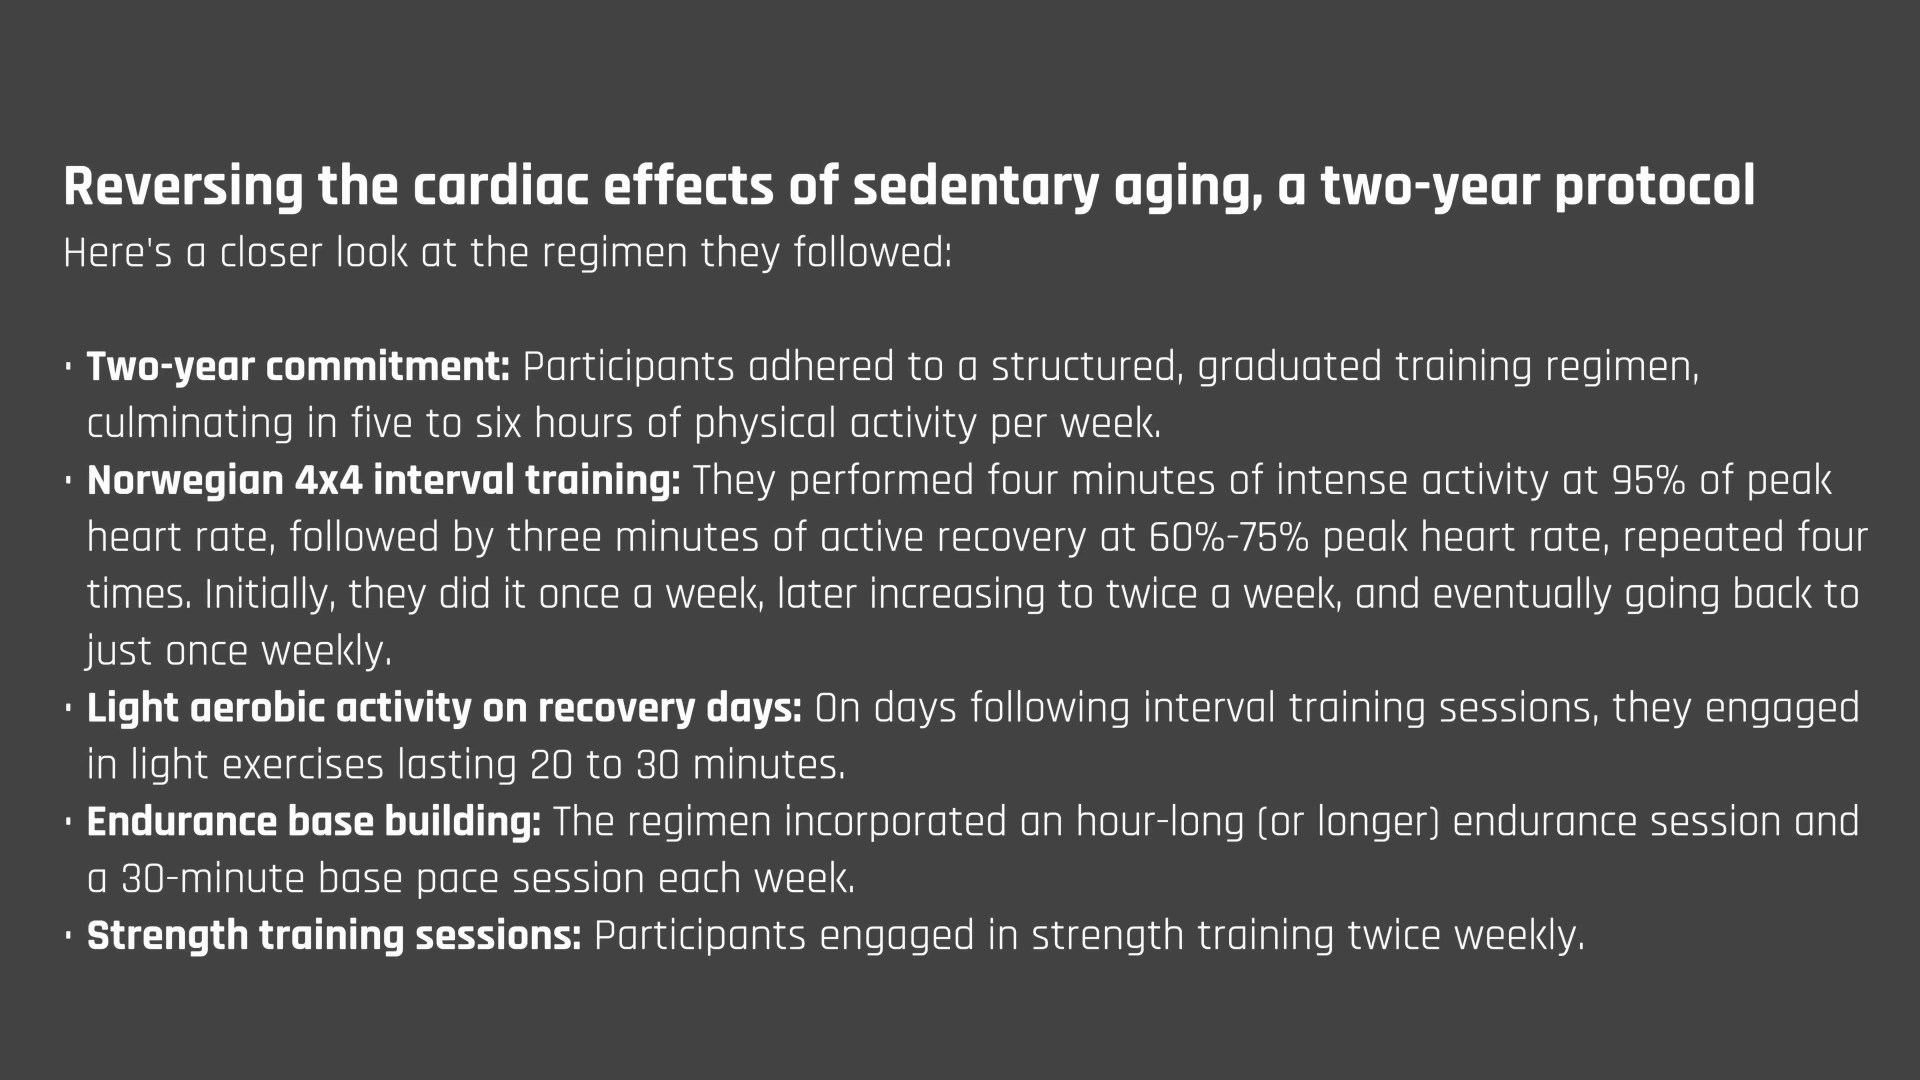 Reversing the cardiac effects of sedentary aging, a two-year protocol
Here's a closer look at the regimen they followed:
· Two-year commitment: Participants adhered to a structured, graduated training regimen,
culminating in five to six hours of physical activity per week.
· Norwegian 4x4 interval training: They performed four minutes of intense activity at 95% of peak
heart rate, followed by three minutes of active recovery at 60%-75% peak heart rate, repeated four
times. Initially, they did it once a week, later increasing to twice a week, and eventually going back to
just once weekly.
· Light aerobic activity on recovery days: On days following interval training sessions, they engaged
in light exercises lasting 20 to 30 minutes.
· Endurance base building: The regimen incorporated an hour-long (or longer) endurance session and
a 30-minute base pace session each week.
· Strength training sessions: Participants engaged in strength training twice weekly.